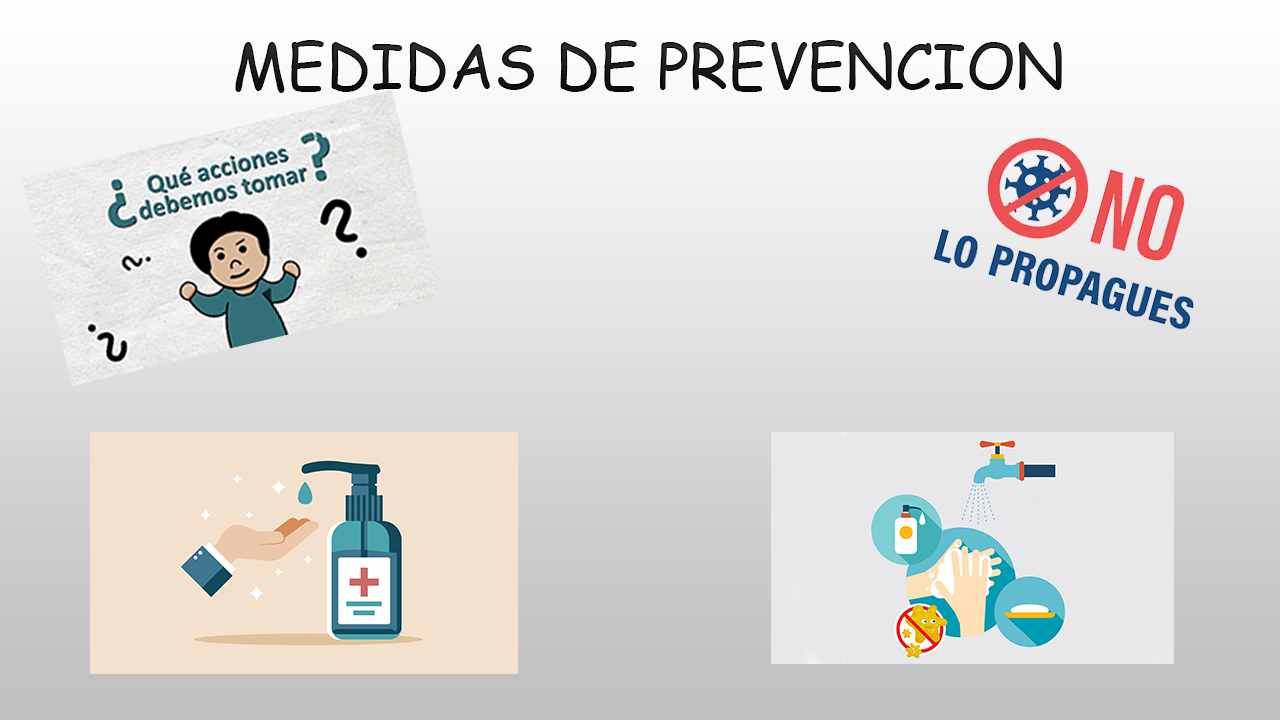 MEDIDAS DE PREVENCION
¿ Qué acciones
debemos tomar ?
NO
LO PROPAGUES